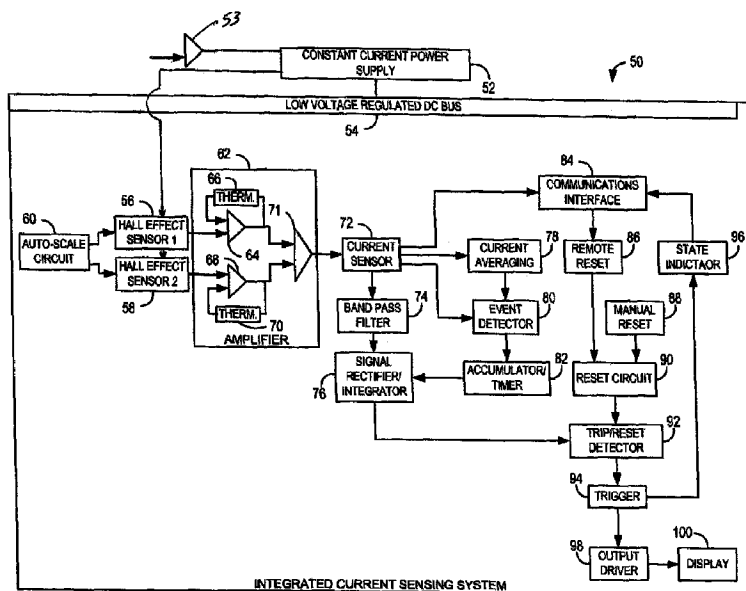 53
CONSTANT CURRENT POWER
SUPPLY
52
50
LOW VOLTAGE REGULATED DC BUS
54
62
66
THERM.
71
64
68
THERM.
70
AMPLIFIER
56
HALL EFFECT
SENSOR 1
60
AUTO-SCALE
CIRCUIT
HALL EFFECT
SENSOR 2
58
72
CURRENT
SENSOR
CURRENT
AVERAGING
78
BAND PASS
FILTER
74
EVENT
DETECTOR
80
SIGNAL
RECTIFIER/
INTEGRATOR
76
ACCUMULATOR/
TIMER
82
84
COMMUNICATIONS
INTERFACE
REMOTE
RESET
86
STATE
INDICTAOR
96
MANUAL
RESET
88
RESET CIRCUIT
90
TRIP/RESET
DETECTOR
92
94
TRIGGER
98
OUTPUT
DRIVER
100
DISPLAY
INTEGRATED CURRENT SENSING SYSTEM